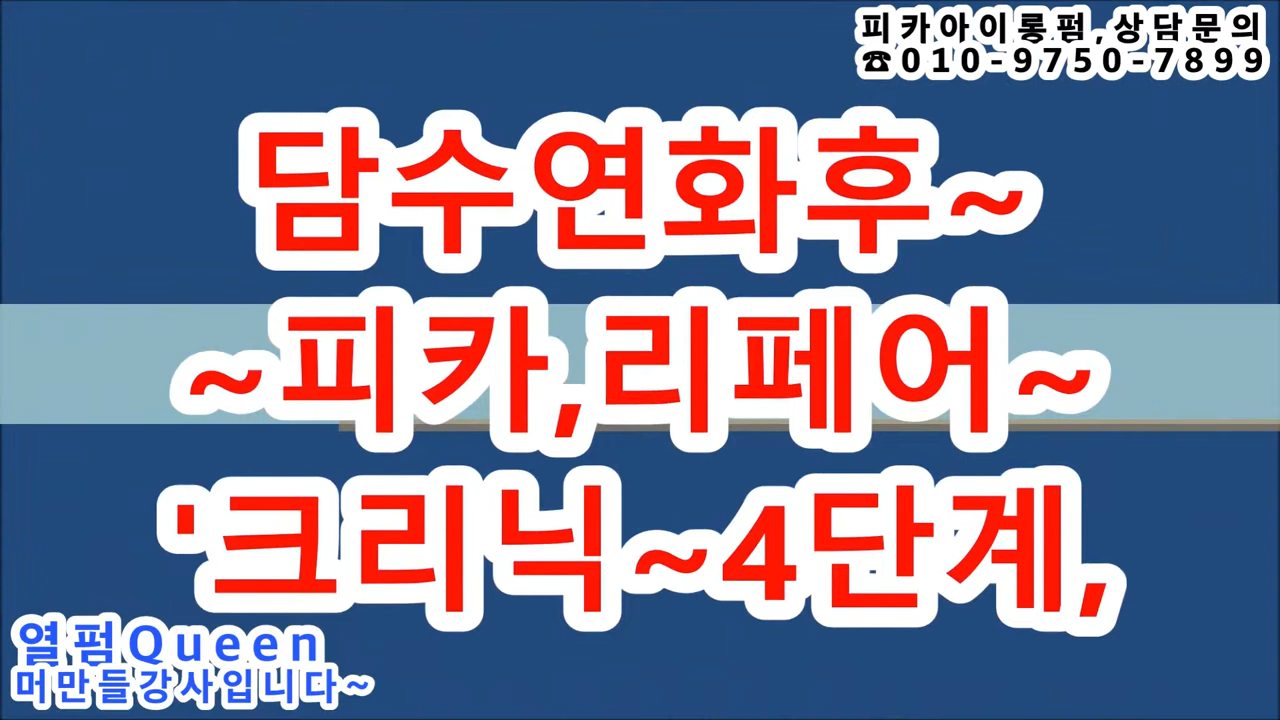 피카아이롱펌,상담문의
☎010-9750-7899
담수연화후~
~피카,리페어~
'크리닉~4단계,
열펌Queen
머만들강사입니다~